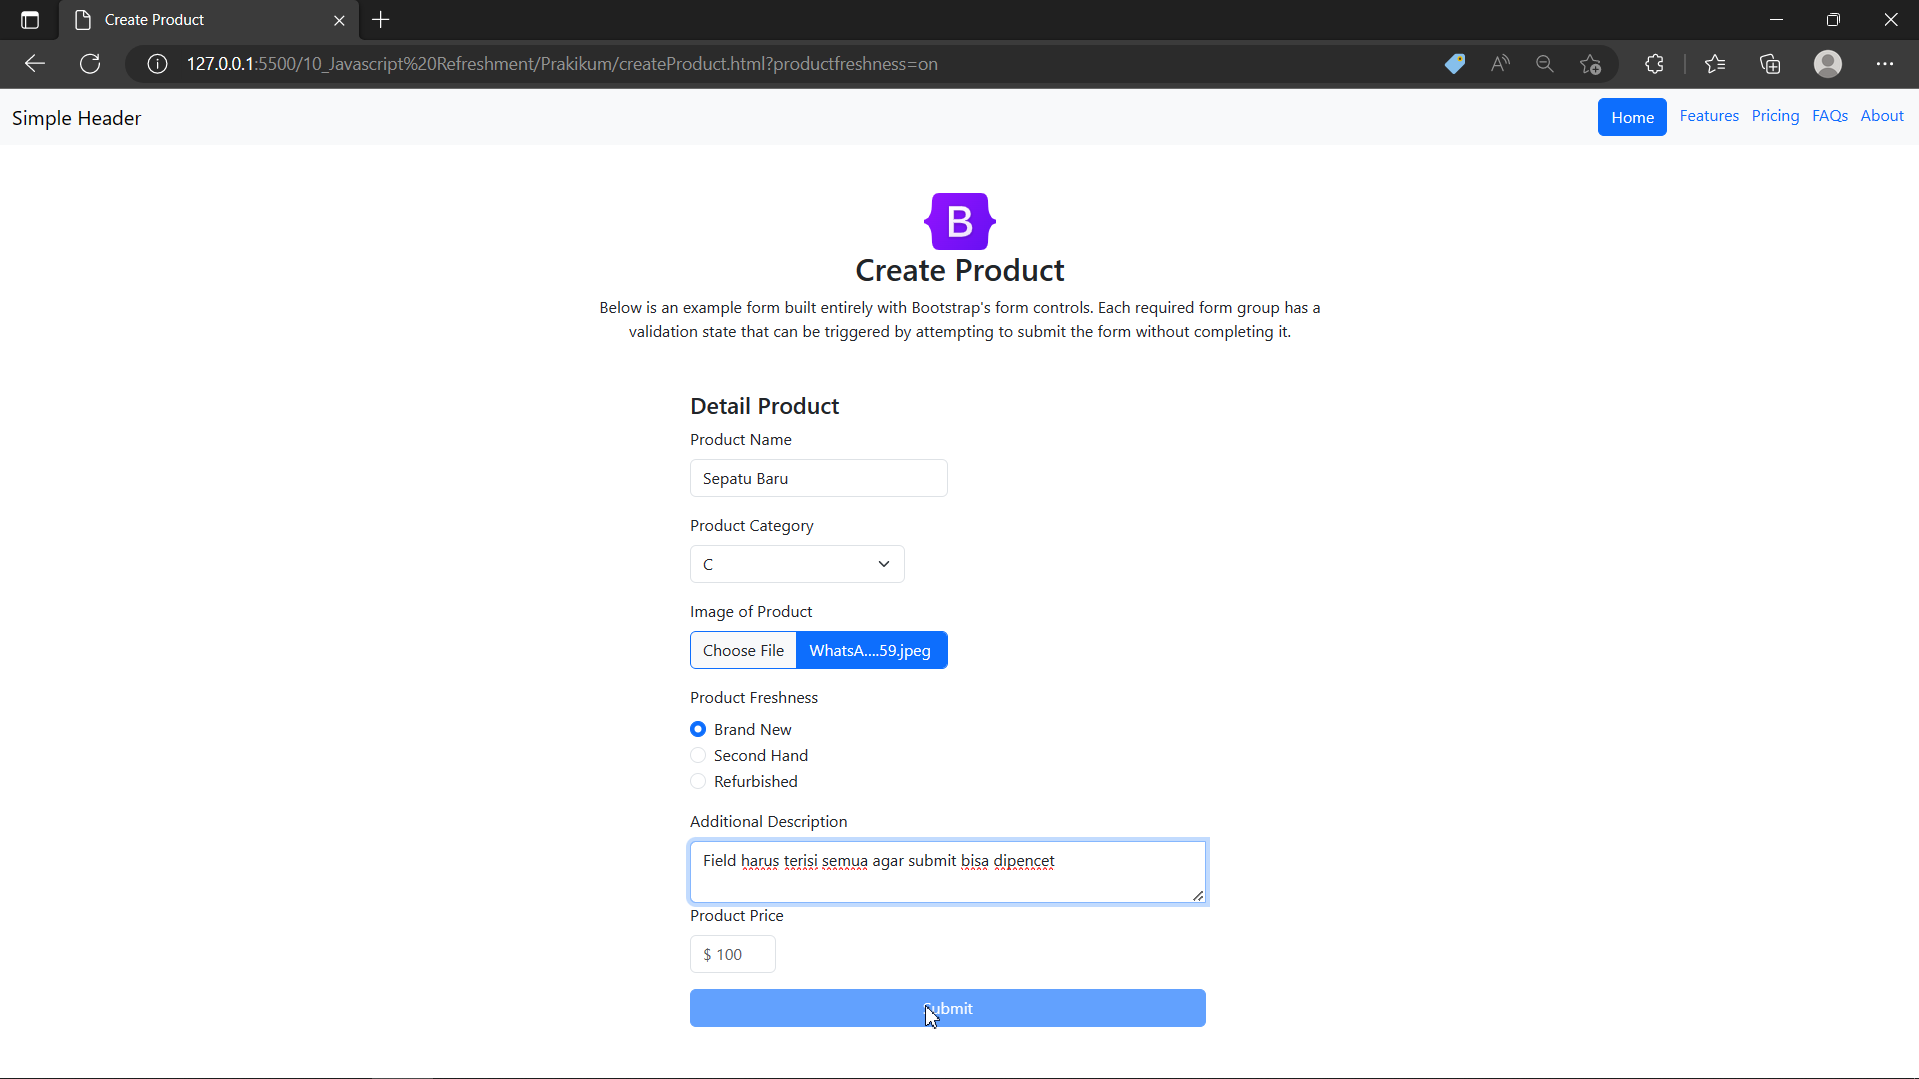 Create Product
127.0.0.1:5500/10_Javascript%20Refreshment/Prakikum/createProduct.html?productfreshness=on
Simple Header
Home Features Pricing FAQs About
B
Create Product
Below is an example form built entirely with Bootstrap's form controls. Each required form group has a
validation state that can be triggered by attempting to submit the form without completing it.
Detail Product
Product Name
Sepatu Baru
Product Category
C
Image of Product
Choose File WhatsA....59.jpeg
Product Freshness
Brand New
Second Hand
Refurbished
Additional Description
Field harus terisi semua agar submit bisa dipencet
Product Price
$ 100
Submit